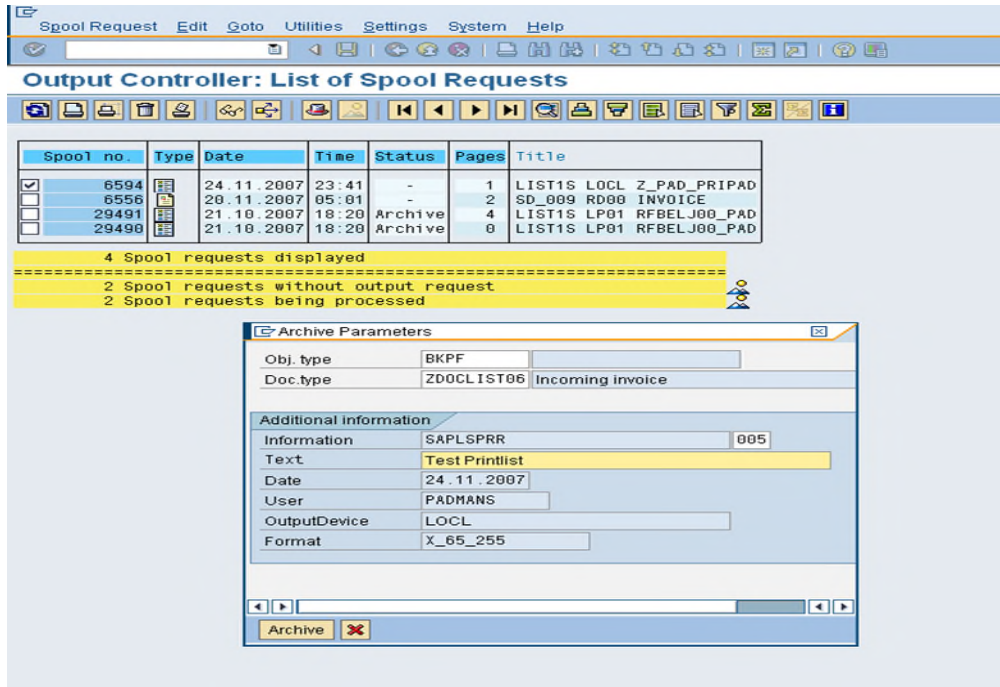 Spool Request Edit Goto Utilities Settings System Help
Output Controller: List of Spool Requests
Spool no. Type Date Time Status Pages Title
6594 24.11.2007 23:41 - 1 LIST1S LOCL Z_PAD_PRIPAD
6556 20.11.2007 05:01 - 2 SD_009 RD00 INVOICE
29491 21.10.2007 18:20 Archive 4 LIST1S LP01 RFBELJ00_PAD
29490 21.10.2007 18:20 Archive 0 LIST1S LP01 RFBELJ00_PAD
4 Spool requests displayed
2 Spool requests without output request
2 Spool requests being processed
Archive Parameters
Obj. type BKPF
Doc.type ZDOCLIST06 Incoming invoice
Additional information
Information SAPLSPRR 005
Text Test Printlist
Date 24.11.2007
User PADMANS
OutputDevice LOCL
Format X_65_255
Archive